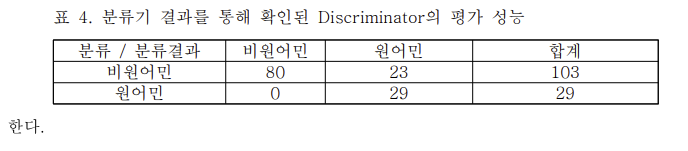 표 4. 분류기 결과를 통해 확인된 Discriminator의 평가 성능
분류 / 분류결과 비원어민 원어민 합계
비원어민 80 23 103
원어민 0 29 29
한다.